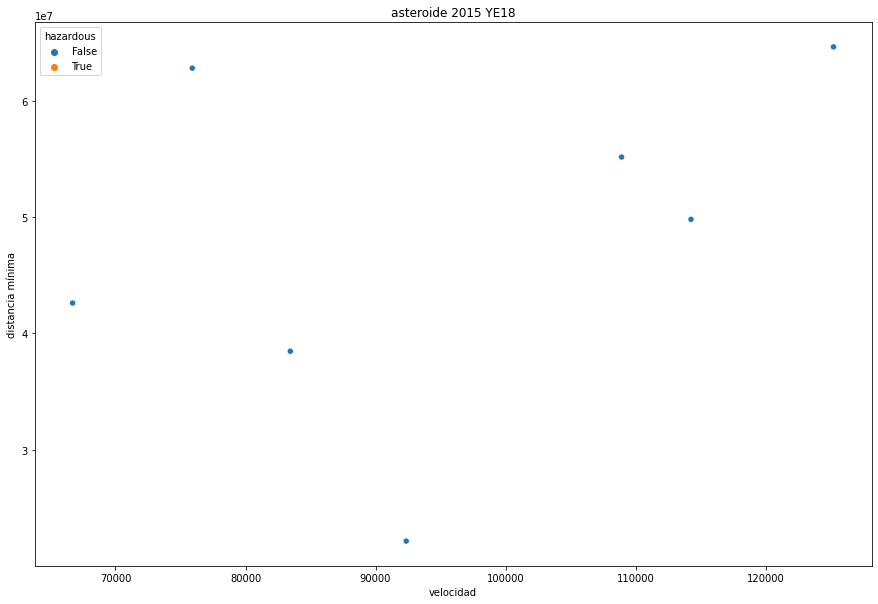 asteroide 2015 YE18
1e7
hazardous
False
True
6
5
4
3
distancia mínima
70000 80000 90000 100000 110000 120000
velocidad